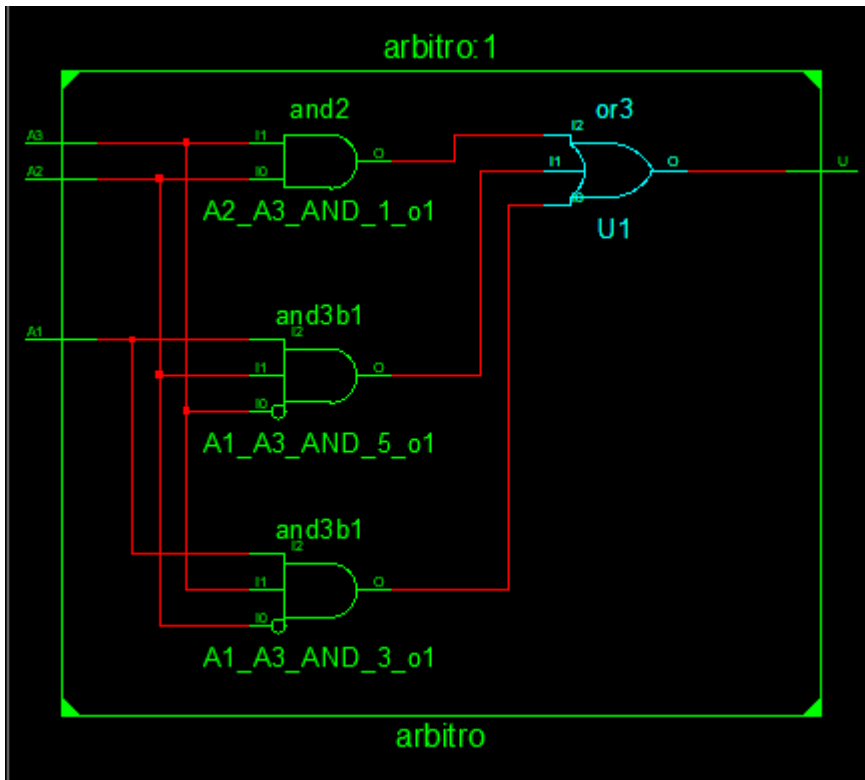 arbitro:1
and2
or3
A3
I1
O
I2
A2
I0
I1
O
U
I0
A2_A3_AND_1_o1
U1
and3b1
A1
I2
I1
O
I0
A1_A3_AND_5_o1
and3b1
I2
I1
O
I0
A1_A3_AND_3_o1
arbitro